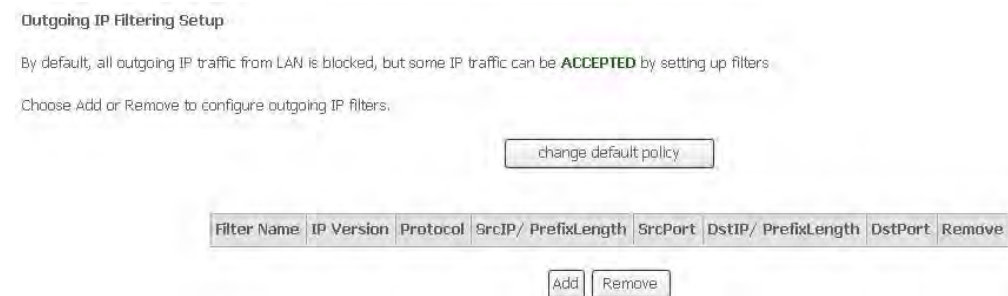 Outgoing IP Filtering Setup
By default, all outgoing IP traffic from LAN is blocked, but some IP traffic can be ACCEPTED by setting up filters
Choose Add or Remove to configure outgoing IP filters.
change default policy
Filter Name IP Version Protocol SrcIP/ PrefixLength SrcPort DstIP/ PrefixLength DstPort Remove
Add Remove